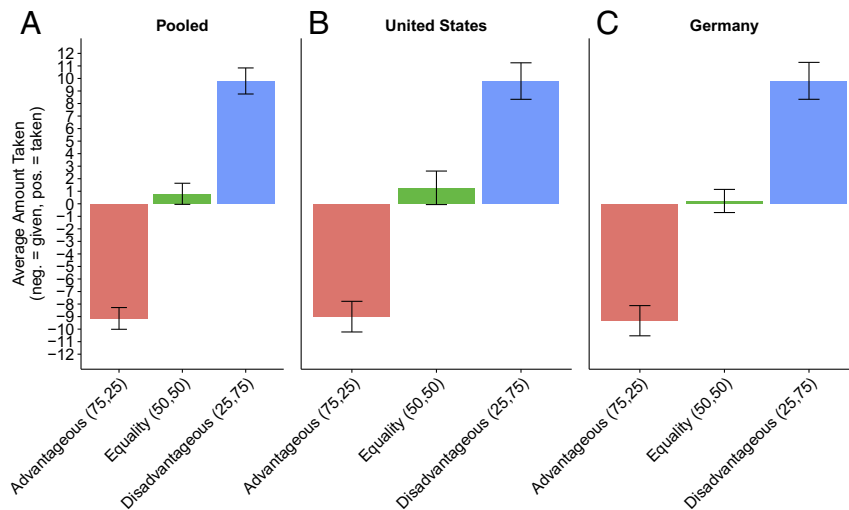 A
Pooled
B
United States
C
Germany
Average Amount Taken
(neg. = given, pos. = taken)
12
11
10
9
8
7
6
5
4
3
2
1
0
−1
−2
−3
−4
−5
−6
−7
−8
−9
−10
−11
−12
Advantageous (75,25)
Equality (50,50)
Disadvantageous (25,75)
Advantageous (75,25)
Equality (50,50)
Disadvantageous (25,75)
Advantageous (75,25)
Equality (50,50)
Disadvantageous (25,75)